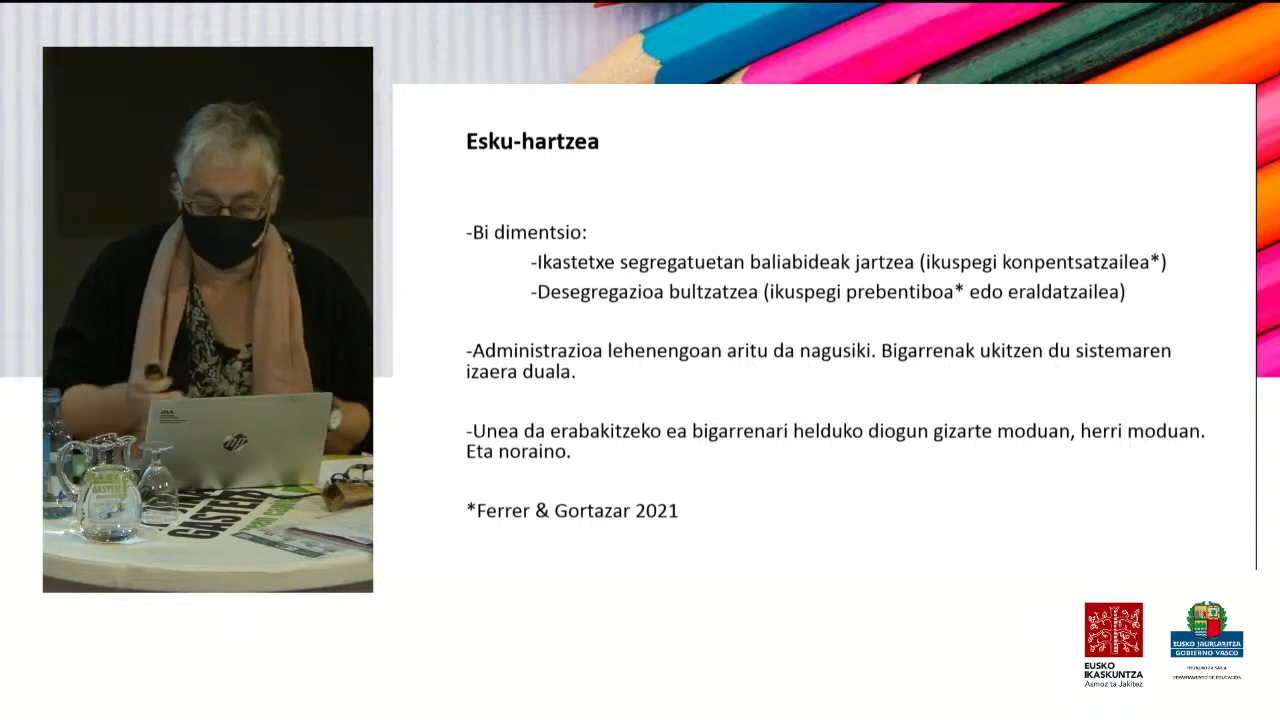 Esku-hartzea
-Bi dimentsio:
-Ikastetxe segregatuetan baliabideak jartzea (ikuspegi konpentsatzailea*)
-Desegregazioa bultzatzea (ikuspegi prebentiboa* edo eraldatzailea)
-Administrazioa lehenengoan aritu da nagusiki. Bigarrenak ukitzen du sistemaren
izaera duala.
-Unea da erabakitzeko ea bigarrenari helduko diogun gizarte moduan, herri moduan.
Eta noraino.
*Ferrer & Gortazar 2021
hp
GASTEIZ
EUSKO
IKASKUNTZA
Asmoz ta Jakitez
EUSKO JAURLARITZA
GOBIERNO VASCO
HEZKUNTZA SAILA
DEPARTAMENTO DE EDUCACIÓN